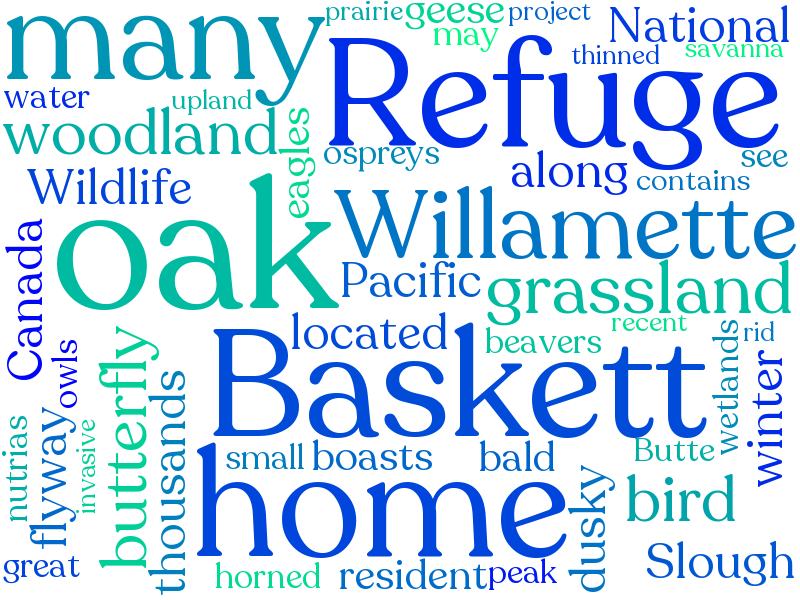 many
prairie
geese
project
may
National
thinned
savanna
water
upland
Refuge
woodland
eagles
ospreys
see
along
contains
Wildlife
oak
Willamette
Canada
Pacific
grassland
located
recent
beavers
wetlands
rid
owls
butterfly
Baskett
winter
thousands
nutrias
flyway
invasive
small
boasts
bald
Butte
home
dusky
bird
great
horned
resident
peak
Slough